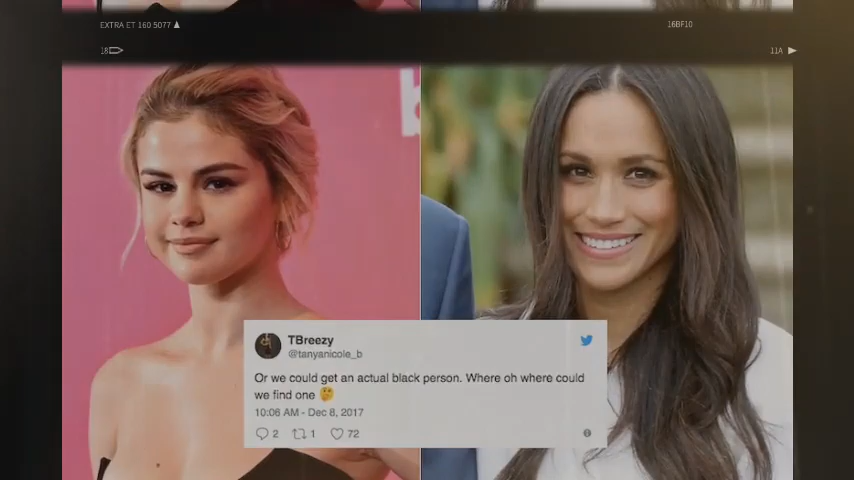 EXTRA ET 160 5077 ▲
16BF10
18
11A ▶
TBreezy
@tanyanicole_b
Or we could get an actual black person. Where oh where could
we find one 🤔
10:06 AM - Dec 8, 2017
2 1 72